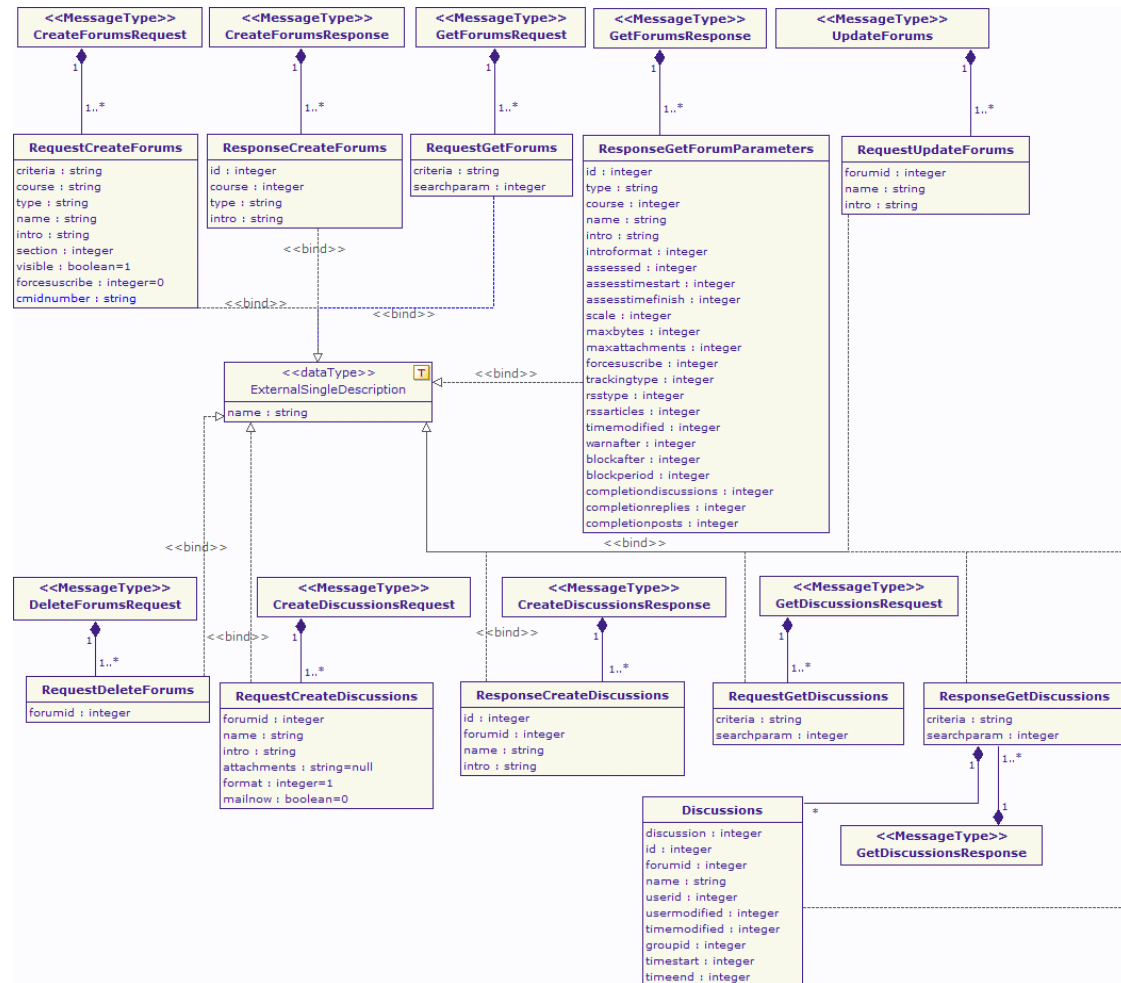 <<MessageType>>
CreateForumsRequest
<<MessageType>>
CreateForumsResponse
<<MessageType>>
GetForumsRequest
<<MessageType>>
GetForumsResponse
<<MessageType>>
UpdateForums
1
1..*
1
1..*
1
1..*
1
1..*
1
1..*
RequestCreateForums
criteria : string
course : string
type : string
name : string
intro : string
section : integer
visible : boolean=1
forcesuscribe : integer=0
cmidnumber : string
ResponseCreateForums
id : integer
course : integer
type : string
intro : string
RequestGetForums
criteria : string
searchparam : integer
ResponseGetForumParameters
id : integer
type : string
course : integer
name : string
intro : string
introformat : integer
assessed : integer
assesstimestart : integer
assesstimefinish : integer
scale : integer
maxbytes : integer
maxattachments : integer
forcesuscribe : integer
trackingtype : integer
rsstype : integer
rssarticles : integer
timemodified : integer
warnafter : integer
blockafter : integer
blockperiod : integer
completiondiscussions : integer
completionreplies : integer
completionposts : integer
RequestUpdateForums
forumid : integer
name : string
intro : string
<<bind>>
<<bind>>
<<bind>>
<<dataType>>
T
ExternalSingleDescription
name : string
<<bind>>
<<bind>>
<<bind>>
<<MessageType>>
DeleteForumsRequest
<<MessageType>>
CreateDiscussionsRequest
<<MessageType>>
CreateDiscussionsResponse
<<MessageType>>
GetDiscussionsResquest
1
1..*
<<bind>>
1
1..*
<<bind>>
1
1..*
1
1..*
RequestDeleteForums
forumid : integer
RequestCreateDiscussions
forumid : integer
name : string
intro : string
attachments : string=null
format : integer=1
mailnow : boolean=0
ResponseCreateDiscussions
id : integer
forumid : integer
name : string
intro : string
RequestGetDiscussions
criteria : string
searchparam : integer
ResponseGetDiscussions
criteria : string
searchparam : integer
1
1..*
*
1
Discussions
discussion : integer
id : integer
forumid : integer
name : string
userid : integer
usermodified : integer
timemodified : integer
groupid : integer
timestart : integer
timeend : integer
<<MessageType>>
GetDiscussionsResponse